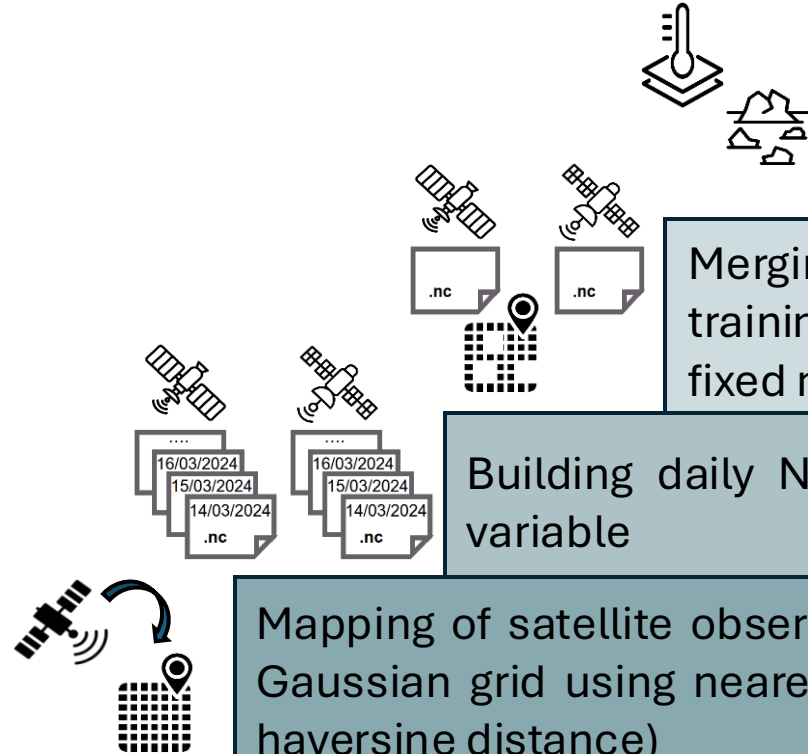 .nc
.nc
Mergin
trainin
fixed
....
16/03/2024
15/03/2024
14/03/2024
.nc
....
16/03/2024
15/03/2024
14/03/2024
.nc
Building daily N
variable
Mapping of satellite obser
Gaussian grid using neare
haversine distance)